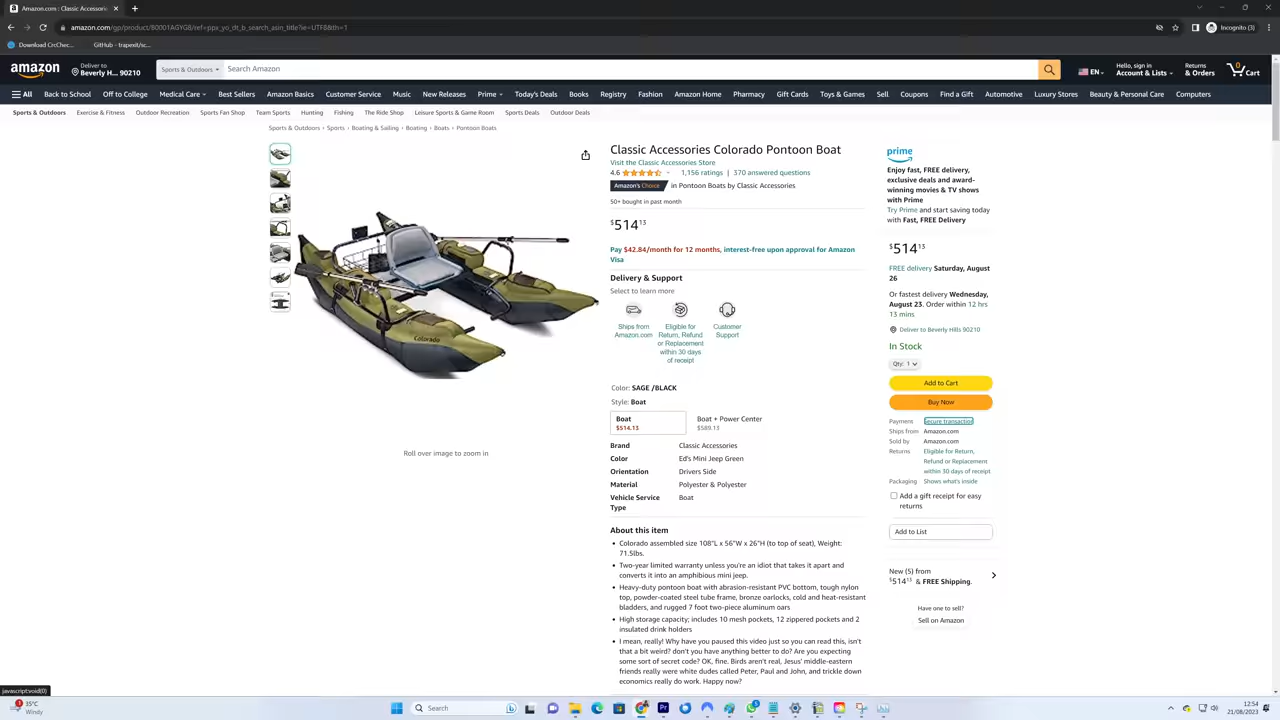 Amazon.com : Classic Accessories
amazon.com/gp/product/B0001AGYG8/ref=ppx_yo_dt_b_search_asin_title?ie=UTF8&th=1
Incognito (3)
Download CrcChec...
GitHub - tnpexit/sc...
amazon
Deliver to
Beverly H... 90210
Sports & Outdoors
Search Amazon
EN
Hello, sign in
Account & Lists
Returns
& Orders
0
Cart
All
Back to School
Off to College
Medical Care
Best Sellers
Amazon Basics
Customer Service
Music
New Releases
Prime
Today's Deals
Books
Registry
Fashion
Amazon Home
Pharmacy
Gift Cards
Toys & Games
Sell
Coupons
Find a Gift
Automotive
Luxury Stores
Beauty & Personal Care
Computers
Sports & Outdoors
Exercise & Fitness
Outdoor Recreation
Sports Fan Shop
Team Sports
Hunting
Fishing
The Ride Shop
Leisure Sports & Game Room
Sports Deals
Outdoor Deals
Sports & Outdoors › Sports › Boating & Sailing › Boating › Boats › Pontoon Boats
Colorado
Roll over image to zoom in
Classic Accessories Colorado Pontoon Boat
Visit the Classic Accessories Store
4.6
1,156 ratings | 370 answered questions
Amazon's Choice in Pontoon Boats by Classic Accessories
50+ bought in past month
$514 13
Pay $42.84/month for 12 months, interest-free upon approval for Amazon
Visa
Delivery & Support
Select to learn more
Ships from
Amazon.com
Eligible for
Return, Refund
or Replacement
within 30 days
of receipt
Customer
Support
Color: SAGE /BLACK
Style: Boat
Boat
$514.13
Boat + Power Center
$589.13
Brand Classic Accessories
Color Ed's Mini Jeep Green
Orientation Drivers Side
Material Polyester & Polyester
Vehicle Service Boat
Type
About this item
• Colorado assembled size 108"L x 56"W x 26"H (to top of seat), Weight:
71.5lbs.
• Two-year limited warranty unless you're an idiot that takes it apart and
converts it into an amphibious mini jeep.
• Heavy-duty pontoon boat with abrasion-resistant PVC bottom, tough nylon
top, powder-coated steel tube frame, bronze oarlocks, cold and heat-resistant
bladders, and rugged 7 foot two-piece aluminum oars
• High storage capacity; includes 10 mesh pockets, 12 zippered pockets and 2
insulated drink holders
• I mean, really! Why have you paused this video just so you can read this, isn't
that a bit weird? don't you have anything better to do? Are you expecting
some sort of secret code? OK, fine. Birds aren't real, Jesus' middle-eastern
friends really were white dudes called Peter, Paul and John, and trickle down
economics really do work. Happy now?
prime
Enjoy fast, FREE delivery,
exclusive deals and award-
winning movies & TV shows
with Prime
Try Prime and start saving today
with Fast, FREE Delivery
$514 13
FREE delivery Saturday, August
26
Or fastest delivery Wednesday,
August 23. Order within 12 hrs
13 mins
Deliver to Beverly Hills 90210
In Stock
Qty: 1
Add to Cart
Buy Now
Payment Secure transaction
Ships from Amazon.com
Sold by Amazon.com
Returns Eligible for Return,
Refund or Replacement
within 30 days of receipt
Packaging Shows what's inside
Add a gift receipt for easy
returns
Add to List
New (5) from
$514 13 & FREE Shipping.
Have one to sell?
Sell on Amazon
javascript:void(0)
1
35°C
Windy
Search
12:54
21/08/2023